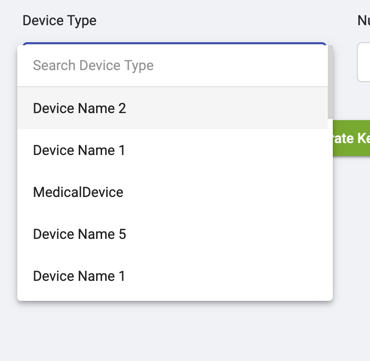 Device Type
Nu
Search Device Type
Device Name 2
Device Name 1
rate Ke
MedicalDevice
Device Name 5
Device Name 1